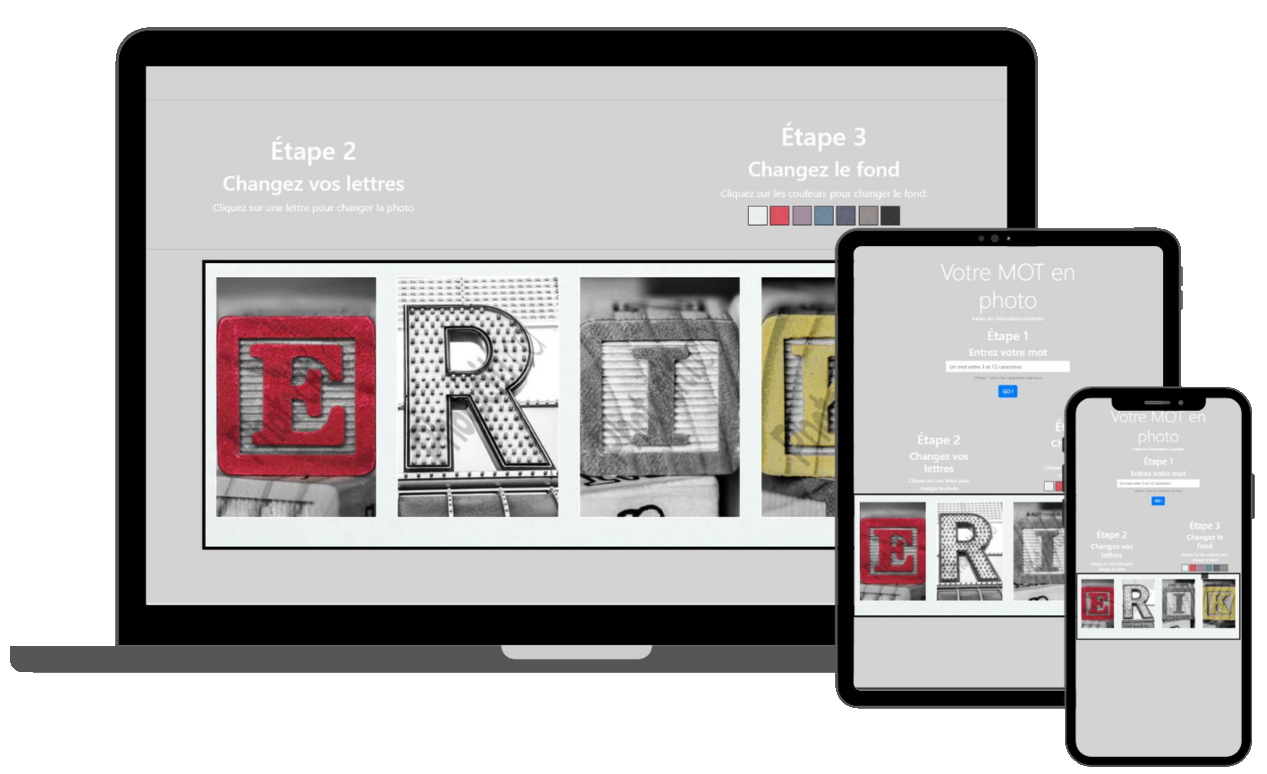 Étape 2
Changez vos lettres
Cliquez sur une lettre pour changer la photo
Étape 3
Changez le fond
Cliquez sur les couleurs pour changer le fond:
E R I K
Votre MOT en
photo
Suivez les instructions suivantes
Étape 1
Entrez votre mot
Un mot entre 3 et 12 caractères
GO !
Étape 2
Changez vos
lettres
Cliquez sur une lettre pour
changer la photo
E R I
Votre MOT en
photo
Étape 1
Entrez votre mot
Un mot entre 3 et 12 caractères
GO !
Étape 2
Changez vos
lettres
Étape 3
Changez le
fond
E R I K